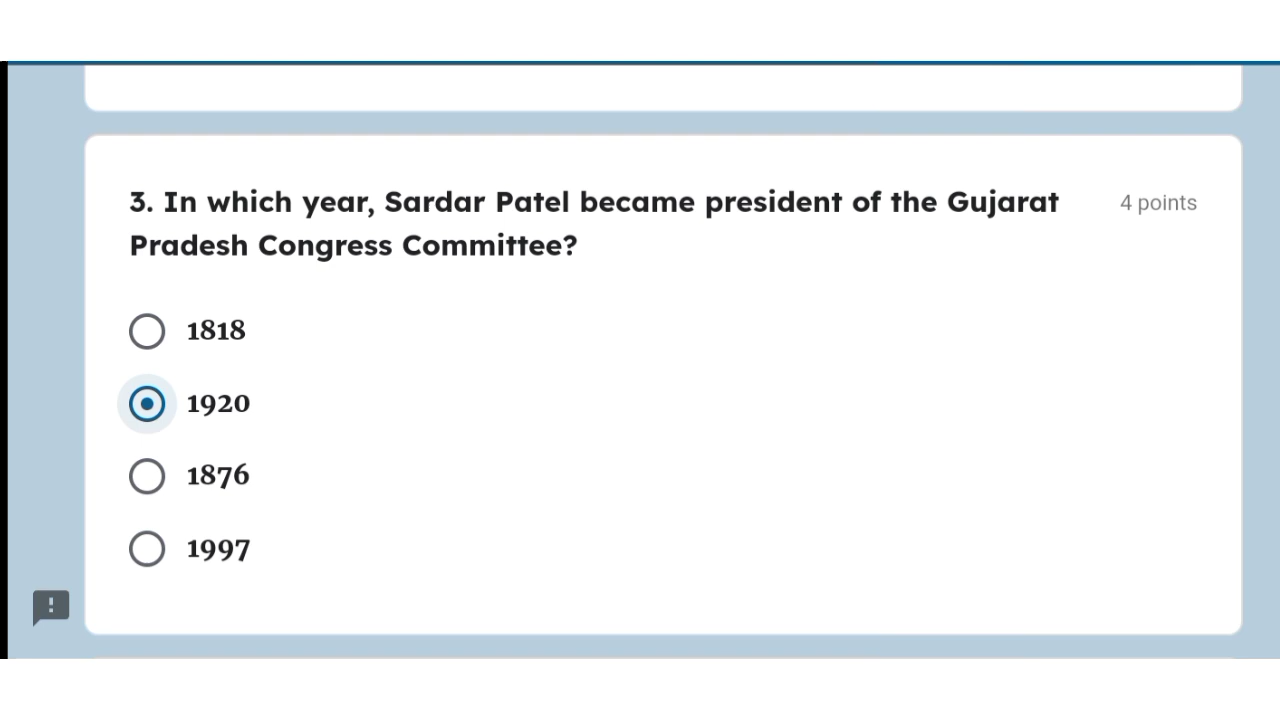 3. In which year, Sardar Patel became president of the Gujarat
4 points
Pradesh Congress Committee?
1818
1920
1876
1997